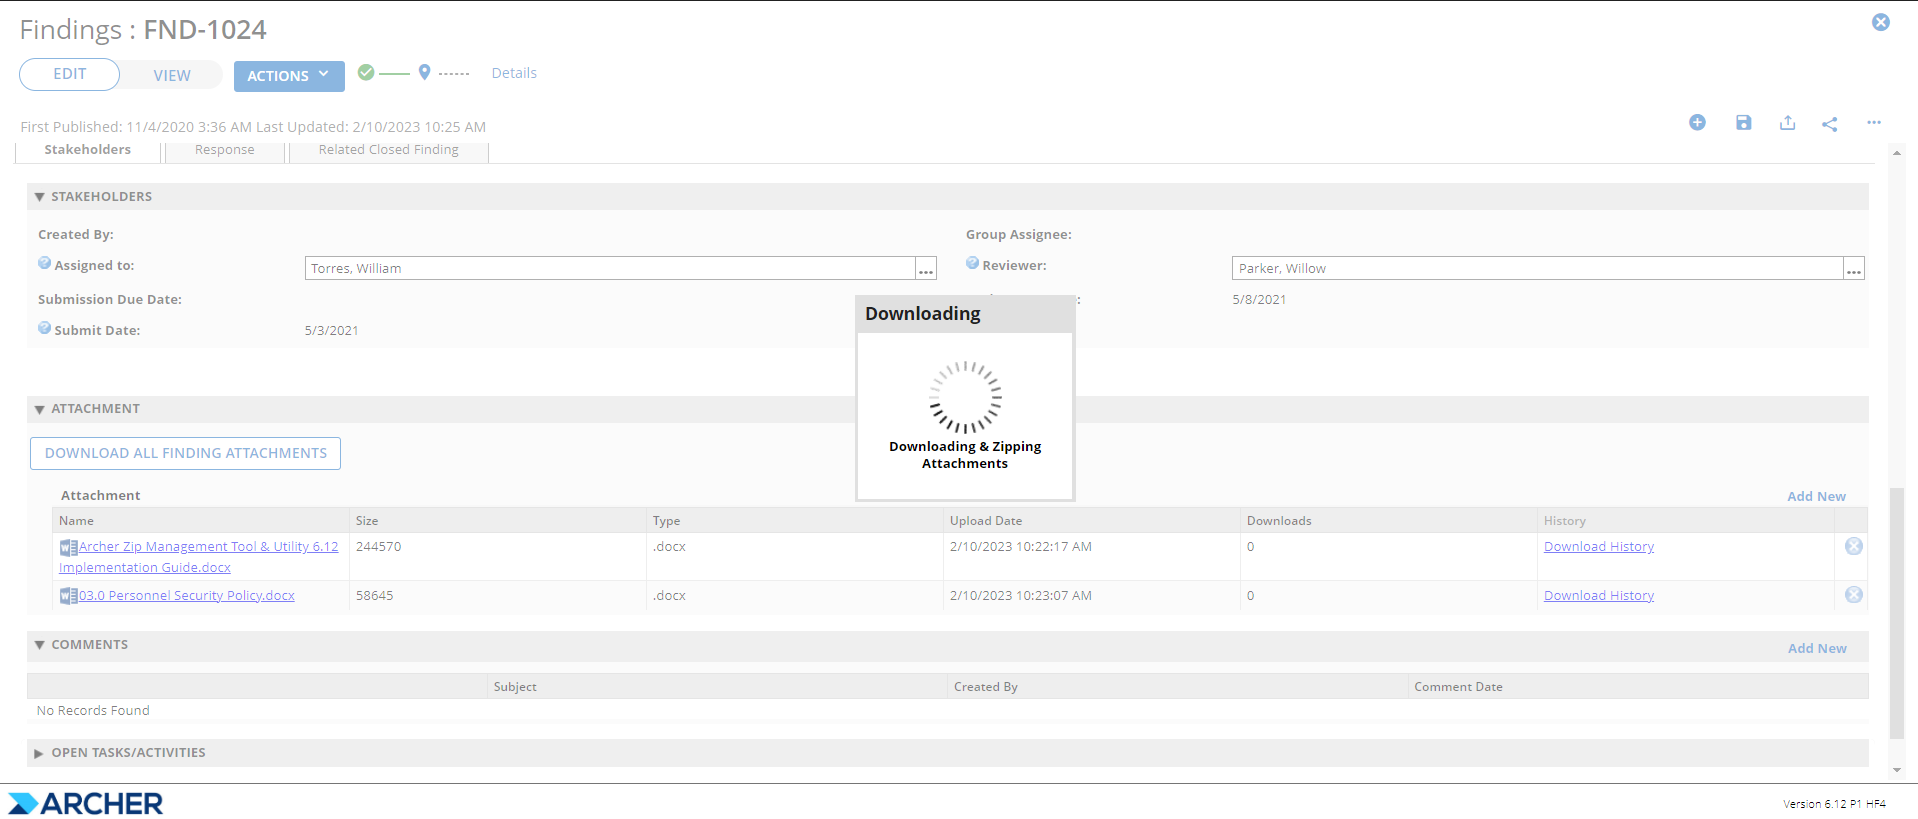 Findings : FND-1024
EDIT
VIEW
ACTIONS
Details
First Published: 11/4/2020 3:36 AM Last Updated: 2/10/2023 10:25 AM
Stakeholders
Response
Related Closed Finding
STAKEHOLDERS
Created By:
Group Assignee:
Assigned to:
Torres, William
...
Reviewer:
Parker, Willow
...
Submission Due Date:
5/8/2021
Submit Date:
5/3/2021
Downloading
Downloading & Zipping
Attachments
ATTACHMENT
DOWNLOAD ALL FINDING ATTACHMENTS
Attachment
Add New
Name
Size
Type
Upload Date
Downloads
History
Archer Zip Management Tool & Utility 6.12
Implementation Guide.docx
244570
.docx
2/10/2023 10:22:17 AM
0
Download History
03.0 Personnel Security Policy.docx
58645
.docx
2/10/2023 10:23:07 AM
0
Download History
COMMENTS
Add New
Subject
Created By
Comment Date
No Records Found
OPEN TASKS/ACTIVITIES
ARCHER
Version 6.12 P1 HF4